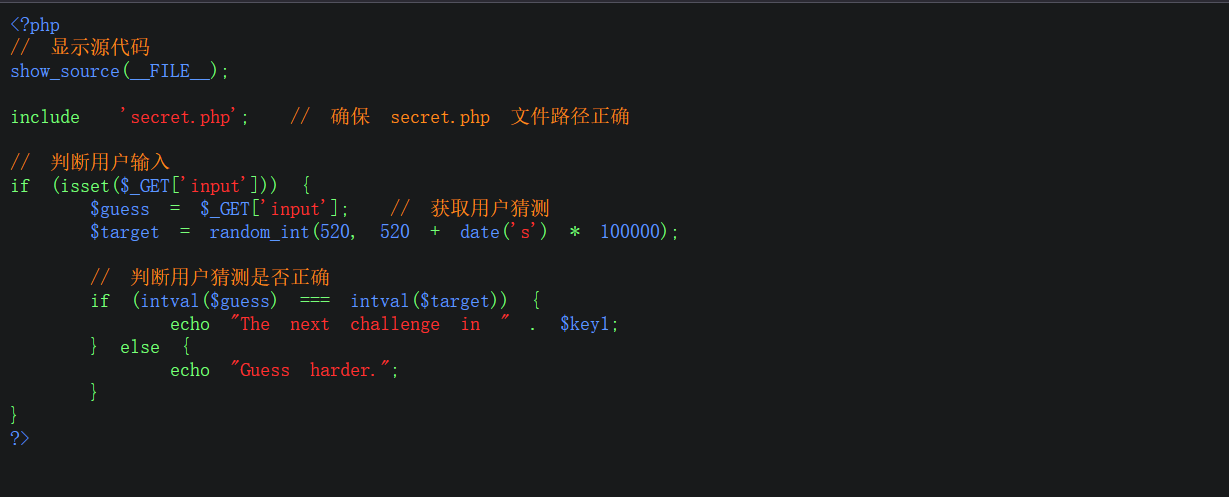 <?php
// 显示源代码
show_source(__FILE__);
include 'secret.php'; // 确保 secret.php 文件路径正确
// 判断用户输入
if (isset($_GET['input'])) {
$guess = $_GET['input']; // 获取用户猜测
$target = random_int(520, 520 + date('s') * 100000);
// 判断用户猜测是否正确
if (intval($guess) === intval($target)) {
echo "The next challenge in " . $key1;
} else {
echo "Guess harder.";
}
}
?>